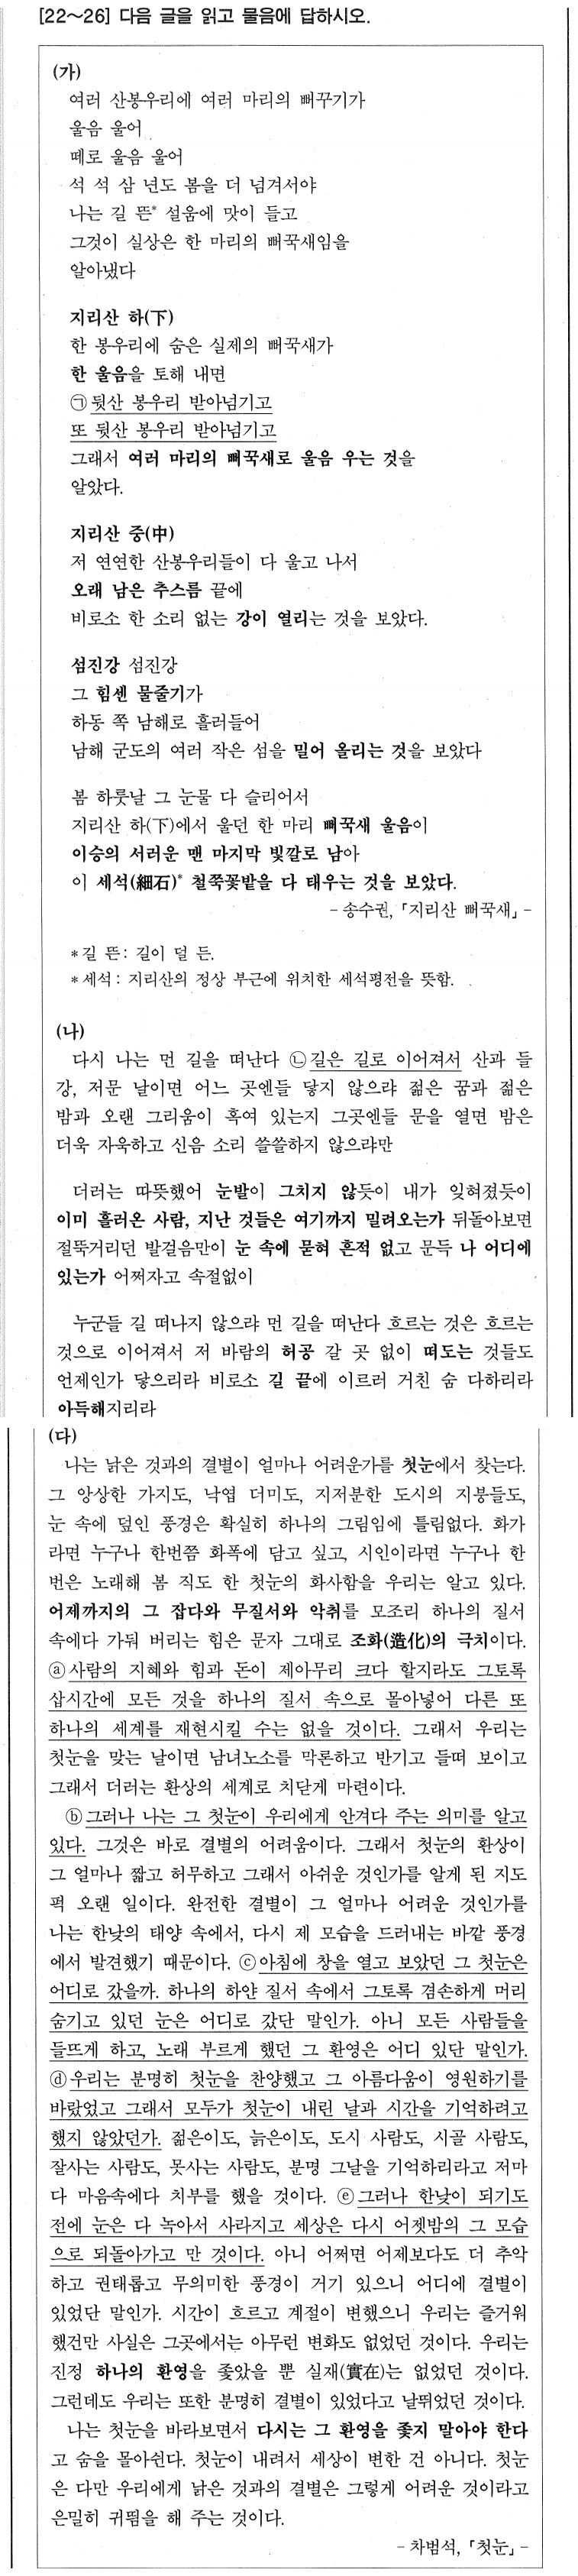 [22~26] 다음 글을 읽고 물음에 답하시오.
(가)
여러 산봉우리에 여러 마리의 뻐꾸기가
울음 울어
떼로 울음 울어
석 석 삼 년도 봄을 더 넘겨서야
나는 길 뜬* 설움에 맛이 들고
그것이 실상은 한 마리의 뻐꾹새임을
알아냈다
지리산 하(下)
한 봉우리에 숨은 실제의 뻐꾹새가
한 울음을 토해 내면
㉠ 뒷산 봉우리 받아넘기고
또 뒷산 봉우리 받아넘기고
그래서 여러 마리의 뻐꾹새로 울음 우는 것을
알았다.
지리산 중(中)
저 연연한 산봉우리들이 다 울고 나서
오래 남은 추스름 끝에
비로소 한 소리 없는 강이 열리는 것을 보았다.
섬진강 섬진강
그 힘센 물줄기가
하동 쪽 남해로 흘러들어
남해 군도의 여러 작은 섬을 밀어 올리는 것을 보았다
봄 하룻날 그 눈물 다 슬리어서
지리산 하(下)에서 울던 한 마리 뻐꾹새 울음이
이승의 서러운 맨 마지막 빛깔로 남아
이 세석(細石)* 철쭉꽃밭을 다 태우는 것을 보았다.
- 송수권, 「지리산 뻐꾹새」 -
*길 뜬: 길이 덜 든.
*세석: 지리산의 정상 부근에 위치한 세석평전을 뜻함.
(나)
다시 나는 먼 길을 떠난다 ㉡ 길은 길로 이어져서 산과 들
강, 저문 날이면 어느 곳엔들 닿지 않으랴 젊은 꿈과 젊은
밤과 오랜 그리움이 혹여 있는지 그곳엔들 문을 열면 밤은
더욱 자욱하고 신음 소리 쓸쓸하지 않으랴만
더러는 따뜻했어 눈발이 그치지 않듯이 내가 잊혀졌듯이
이미 흘러온 사람, 지난 것들은 여기까지 밀려오는가 뒤돌아보면
절뚝거리던 발걸음만이 눈 속에 묻혀 흔적 없고 문득 나 어디에
있는가 어쩌자고 속절없이
누군들 길 떠나지 않으랴 먼 길을 떠난다 흐르는 것은 흐르는
것으로 이어져서 저 바람의 허공 갈 곳 없이 떠도는 것들도
언제인가 닿으리라 비로소 길 끝에 이르러 거친 숨 다하리라
아득해지리라
(다)
나는 낡은 것과의 결별이 얼마나 어려운가를 첫눈에서 찾는다.
그 앙상한 가지도, 낙엽 더미도, 지저분한 도시의 지붕들도,
눈 속에 덮인 풍경은 확실히 하나의 그림임에 틀림없다. 화가
라면 누구나 한번쯤 화폭에 담고 싶고, 시인이라면 누구나 한
번은 노래해 봄 직도 한 첫눈의 화사함을 우리는 알고 있다.
어제까지의 그 잡다와 무질서와 악취를 모조리 하나의 질서
속에다 가둬 버리는 힘은 문자 그대로 조화(造化)의 극치이다.
ⓐ 사람의 지혜와 힘과 돈이 제아무리 크다 할지라도 그토록
삽시간에 모든 것을 하나의 질서 속으로 몰아넣어 다른 또
하나의 세계를 재현시킬 수는 없을 것이다. 그래서 우리는
첫눈을 맞는 날이면 남녀노소를 막론하고 반기고 들떠 보이고
그래서 더러는 환상의 세계로 치닫게 마련이다.
ⓑ 그러나 나는 그 첫눈이 우리에게 안겨다 주는 의미를 알고
있다. 그것은 바로 결별의 어려움이다. 그래서 첫눈의 환상이
그 얼마나 짧고 허무하고 그래서 아쉬운 것인가를 알게 된 지도
퍽 오랜 일이다. 완전한 결별이 그 얼마나 어려운 것인가를
나는 한낮의 태양 속에서, 다시 제 모습을 드러내는 바깥 풍경
에서 발견했기 때문이다. ⓒ 아침에 창을 열고 보았던 그 첫눈은
어디로 갔을까. 하나의 하얀 질서 속에서 그토록 겸손하게 머리
숨기고 있던 눈은 어디로 갔단 말인가. 아니 모든 사람들을
들뜨게 하고, 노래 부르게 했던 그 환영은 어디 있단 말인가.
ⓓ 우리는 분명히 첫눈을 찬양했고 그 아름다움이 영원하기를
바랐었고 그래서 모두가 첫눈이 내린 날과 시간을 기억하려고
했지 않았던가. 젊은이도, 늙은이도, 도시 사람도, 시골 사람도,
잘사는 사람도, 못사는 사람도, 분명 그날을 기억하리라고 저마
다 마음속에다 치부를 했을 것이다. ⓔ 그러나 한낮이 되기도
전에 눈은 다 녹아서 사라지고 세상은 다시 어젯밤의 그 모습
으로 되돌아가고 만 것이다. 아니 어쩌면 어제보다도 더 추악
하고 권태롭고 무의미한 풍경이 거기 있으니 어디에 결별이
있었단 말인가. 시간이 흐르고 계절이 변했으니 우리는 즐거워
했건만 사실은 그곳에서는 아무런 변화도 없었던 것이다. 우리는
진정 하나의 환영을 좇았을 뿐 실재(實在)는 없었던 것이다.
그런데도 우리는 또한 분명히 결별이 있었다고 날뛰었던 것이다.
나는 첫눈을 바라보면서 다시는 그 환영을 좇지 말아야 한다
고 숨을 몰아쉰다. 첫눈이 내려서 세상이 변한 건 아니다. 첫눈
은 다만 우리에게 낡은 것과의 결별은 그렇게 어려운 것이라고
은밀히 귀띔을 해 주는 것이다.
- 차범석, 「첫눈」 -